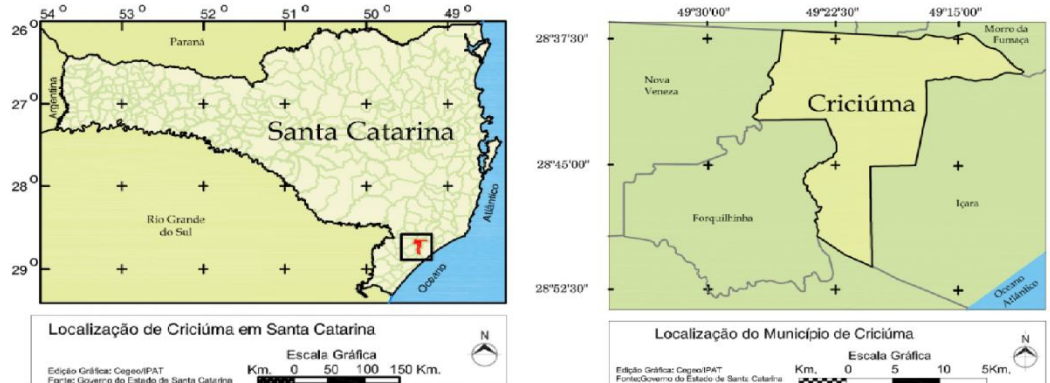 54 53 52 51 50 49
26°
27°
28°
29°
Paraná
Argentina
Santa Catarina
Rio Grande
do Sul
Atlântico
Oceano
Localização de Criciúma em Santa Catarina
Escala Gráfica
Km. 0 50 100 150 Km.
Edição Gráfica: Cegeo/IPAT
Fonte: Governo do Estado de Santa Catarina
N
49°30'00" 49°22'30" 49°15'00"
28°37'30"
28°45'00"
28°52'30"
Morro da
Fumaça
Nova
Veneza
Criciúma
Içara
Forquilhinha
Oceano
Atlântico
Localização do Município de Criciúma
Escala Gráfica
Km. 0 5 10 5Km.
Edição Gráfica: Cegeo/IPAT
Fonte:Governo do Estado de Santa Catarina
N